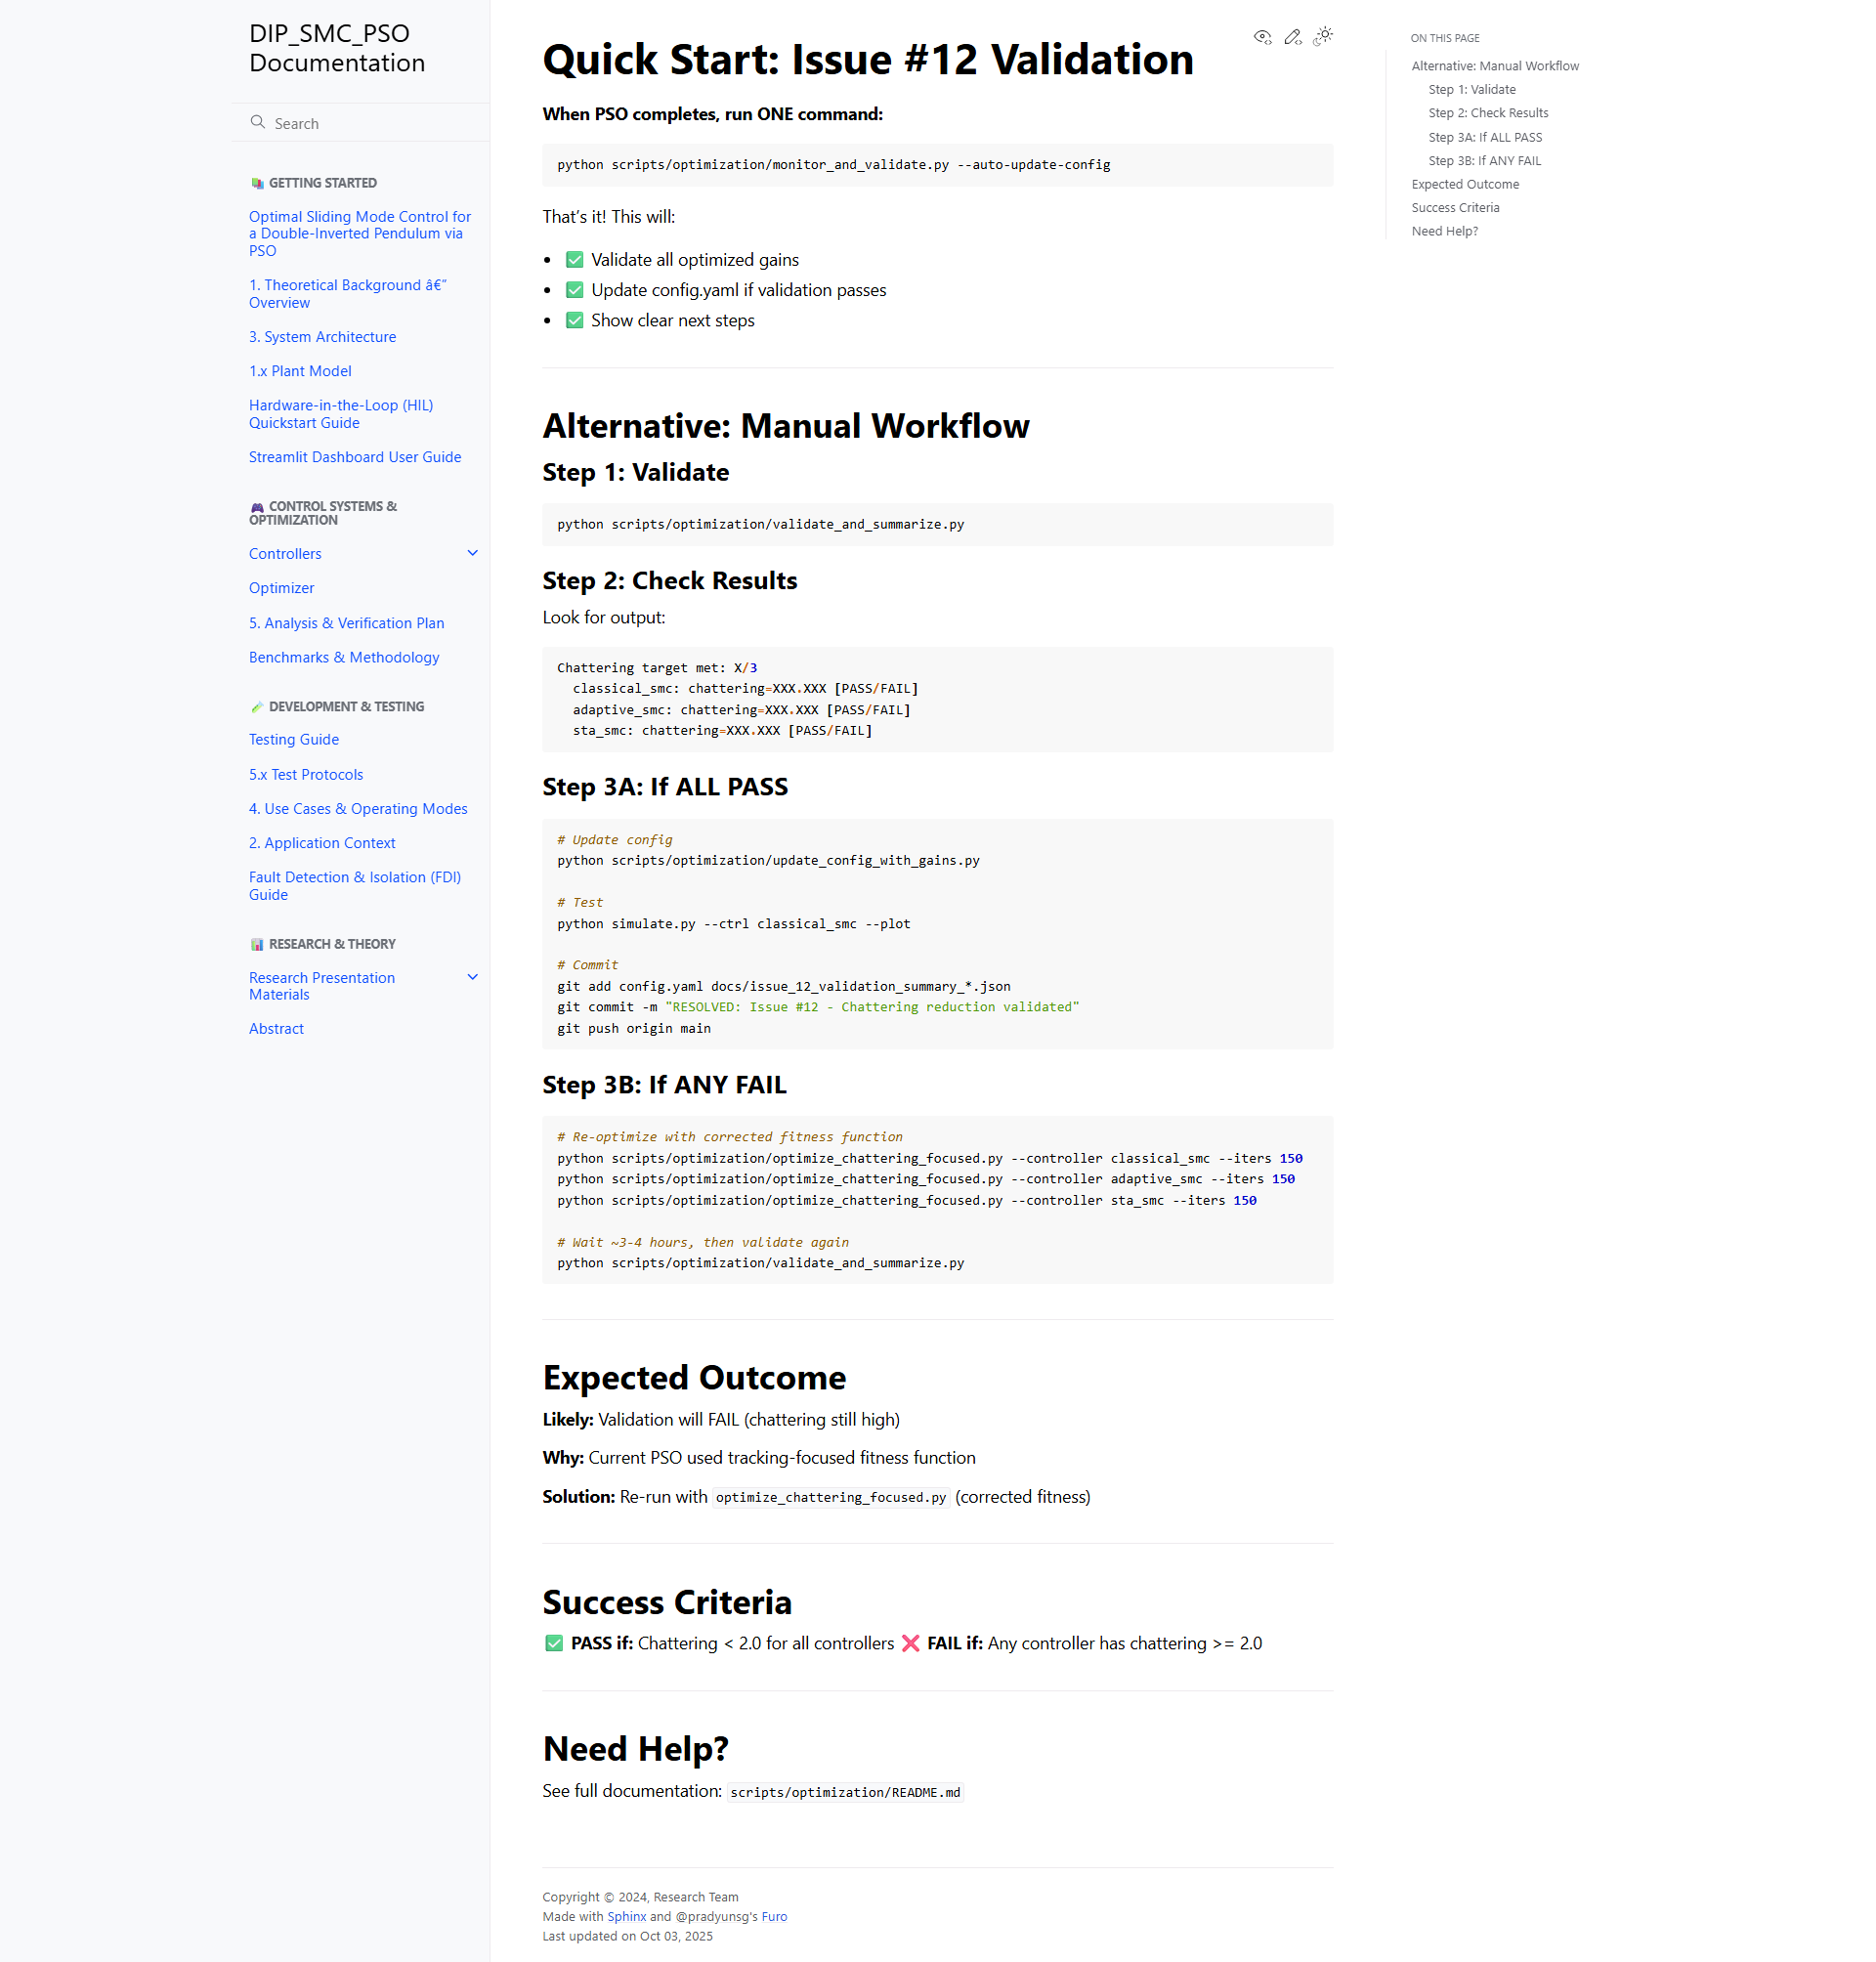 DIP_SMC_PSO
Documentation
Search
📚 GETTING STARTED
Optimal Sliding Mode Control for
a Double-Inverted Pendulum via
PSO
1. Theoretical Background â€”
Overview
3. System Architecture
1.x Plant Model
Hardware-in-the-Loop (HIL)
Quickstart Guide
Streamlit Dashboard User Guide
🎮 CONTROL SYSTEMS &
OPTIMIZATION
Controllers
Optimizer
5. Analysis & Verification Plan
Benchmarks & Methodology
🧪 DEVELOPMENT & TESTING
Testing Guide
5.x Test Protocols
4. Use Cases & Operating Modes
2. Application Context
Fault Detection & Isolation (FDI)
Guide
📊 RESEARCH & THEORY
Research Presentation
Materials
Abstract
Quick Start: Issue #12 Validation
When PSO completes, run ONE command:
python scripts/optimization/monitor_and_validate.py --auto-update-config
That’s it! This will:
• ✅ Validate all optimized gains
• ✅ Update config.yaml if validation passes
• ✅ Show clear next steps
Alternative: Manual Workflow
Step 1: Validate
python scripts/optimization/validate_and_summarize.py
Step 2: Check Results
Look for output:
Chattering target met: X/3
  classical_smc: chattering=XXX.XXX [PASS/FAIL]
  adaptive_smc: chattering=XXX.XXX [PASS/FAIL]
  sta_smc: chattering=XXX.XXX [PASS/FAIL]
Step 3A: If ALL PASS
# Update config
python scripts/optimization/update_config_with_gains.py
# Test
python simulate.py --ctrl classical_smc --plot
# Commit
git add config.yaml docs/issue_12_validation_summary_*.json
git commit -m "RESOLVED: Issue #12 - Chattering reduction validated"
git push origin main
Step 3B: If ANY FAIL
# Re-optimize with corrected fitness function
python scripts/optimization/optimize_chattering_focused.py --controller classical_smc --iters 150
python scripts/optimization/optimize_chattering_focused.py --controller adaptive_smc --iters 150
python scripts/optimization/optimize_chattering_focused.py --controller sta_smc --iters 150
# Wait ~3-4 hours, then validate again
python scripts/optimization/validate_and_summarize.py
Expected Outcome
Likely: Validation will FAIL (chattering still high)
Why: Current PSO used tracking-focused fitness function
Solution: Re-run with optimize_chattering_focused.py (corrected fitness)
Success Criteria
✅ PASS if: Chattering < 2.0 for all controllers ❌ FAIL if: Any controller has chattering >= 2.0
Need Help?
See full documentation: scripts/optimization/README.md
Copyright © 2024, Research Team
Made with Sphinx and @pradyunsg's Furo
Last updated on Oct 03, 2025
ON THIS PAGE
Alternative: Manual Workflow
Step 1: Validate
Step 2: Check Results
Step 3A: If ALL PASS
Step 3B: If ANY FAIL
Expected Outcome
Success Criteria
Need Help?